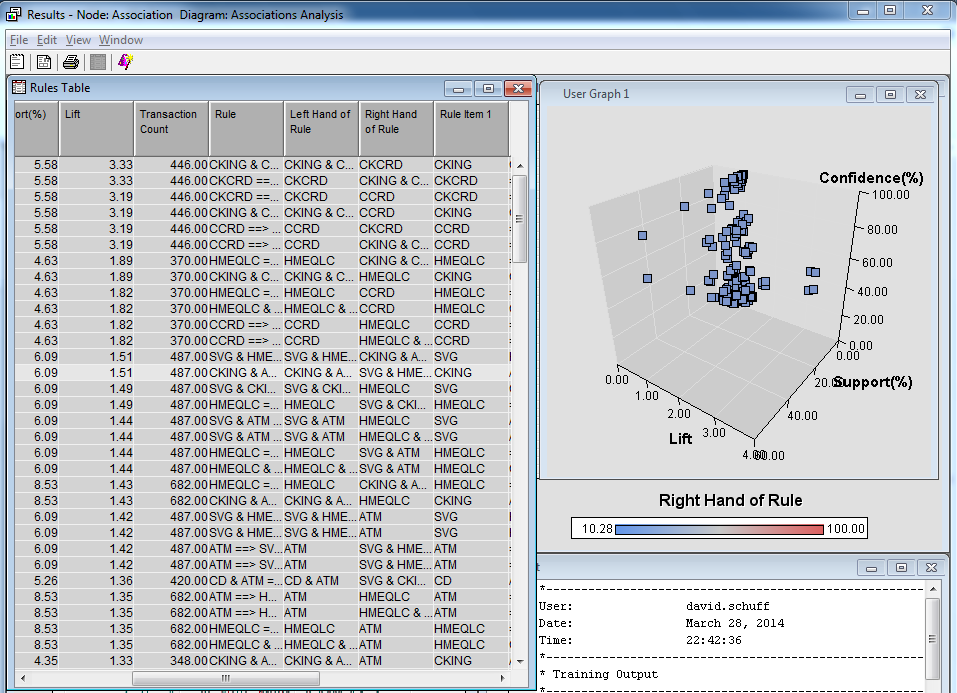 Results - Node: Association Diagram: Associations Analysis
File Edit View Window
Rules Table
ort(%) Lift Transaction Count Rule Left Hand of Rule Right Hand of Rule Rule Item 1
5.58 3.33 446.00 CKING & C... CKING & C... CKCRD CKING
5.58 3.33 446.00 CKCRD ==... CKCRD CKING & C... CKCRD
5.58 3.19 446.00 CKCRD ==... CKCRD CCRD CKCRD
5.58 3.19 446.00 CKING & C... CKING & C... CCRD CKING
5.58 3.19 446.00 CCRD ==> ... CCRD CKCRD CCRD
5.58 3.19 446.00 CCRD ==> ... CCRD CKING & C... CCRD
4.63 1.89 370.00 HMEQLC =... HMEQLC CKING & C... HMEQLC
4.63 1.89 370.00 CKING & C... CKING & C... HMEQLC CKING
4.63 1.82 370.00 HMEQLC =... HMEQLC CCRD HMEQLC
4.63 1.82 370.00 HMEQLC & ... HMEQLC & ... CCRD HMEQLC
4.63 1.82 370.00 CCRD ==> ... CCRD HMEQLC CCRD
4.63 1.82 370.00 CCRD ==> ... CCRD HMEQLC & ... CCRD
6.09 1.51 487.00 SVG & HME... SVG & HME... CKING & A... SVG
6.09 1.51 487.00 CKING & A... CKING & A... SVG & HME... CKING
6.09 1.49 487.00 SVG & CKI... SVG & CKI... HMEQLC SVG
6.09 1.49 487.00 HMEQLC =... HMEQLC SVG & CKI... HMEQLC
6.09 1.44 487.00 SVG & ATM ... SVG & ATM HMEQLC SVG
6.09 1.44 487.00 SVG & ATM ... SVG & ATM HMEQLC & ... SVG
6.09 1.44 487.00 HMEQLC =... HMEQLC SVG & ATM HMEQLC
6.09 1.44 487.00 HMEQLC & ... HMEQLC & ... SVG & ATM HMEQLC
8.53 1.43 682.00 HMEQLC =... HMEQLC CKING & A... HMEQLC
8.53 1.43 682.00 CKING & A... CKING & A... HMEQLC CKING
6.09 1.42 487.00 SVG & HME... SVG & HME... ATM SVG
6.09 1.42 487.00 SVG & HME... SVG & HME... ATM SVG
6.09 1.42 487.00 ATM ==> SV... ATM SVG & HME... ATM
6.09 1.42 487.00 ATM ==> SV... ATM SVG & HME... ATM
5.26 1.36 420.00 CD & ATM =... CD & ATM SVG & CKI... CD
8.53 1.35 682.00 ATM ==> H... ATM HMEQLC ATM
8.53 1.35 682.00 ATM ==> H... ATM HMEQLC & ... ATM
8.53 1.35 682.00 HMEQLC =... HMEQLC ATM HMEQLC
8.53 1.35 682.00 HMEQLC & ... HMEQLC & ... ATM HMEQLC
4.35 1.33 348.00 CKING & A... CKING & A... ATM CKING
User Graph 1
Confidence(%)
100.00
80.00
60.00
40.00
20.00
0.00
0.00
20.00
Support(%)
40.00
60.00
0.00
1.00
2.00
3.00
4.00
Lift
Right Hand of Rule
10.28 100.00
*---
User: david.schuff
Date: March 28, 2014
Time: 22:42:36
*---
* Training Output
*---